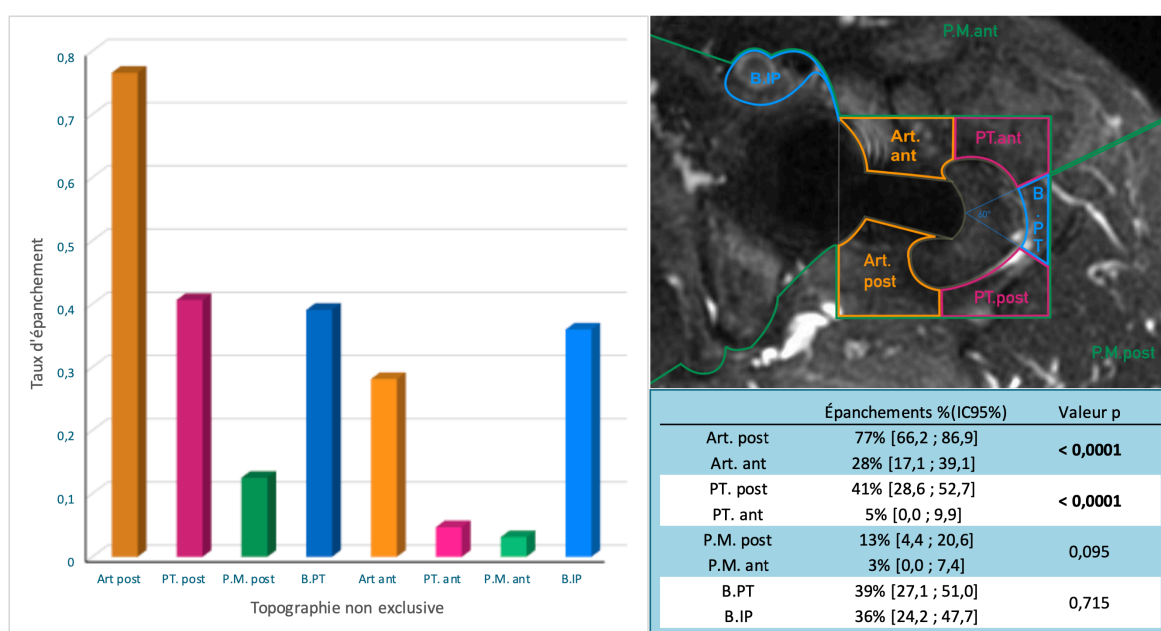 0,8
0,7
0,6
0,5
0,4
0,3
0,2
0,1
0
Taux d'épanchement
Art post
PT. post
P.M. post
B.PT
Art ant
PT. ant
P.M. ant
B.IP
Topographie non exclusive
P.M.ant
B.IP
Art.
ant
PT.ant
B
.
P
T
60°
Art.
post
PT.post
P.M.post
Épanchements %(IC95%) Valeur p
Art. post 77% [66,2 ; 86,9]
< 0,0001
Art. ant 28% [17,1 ; 39,1]
PT. post 41% [28,6 ; 52,7]
< 0,0001
PT. ant 5% [0,0 ; 9,9]
P.M. post 13% [4,4 ; 20,6]
0,095
P.M. ant 3% [0,0 ; 7,4]
B.PT 39% [27,1 ; 51,0]
0,715
B.IP 36% [24,2 ; 47,7]